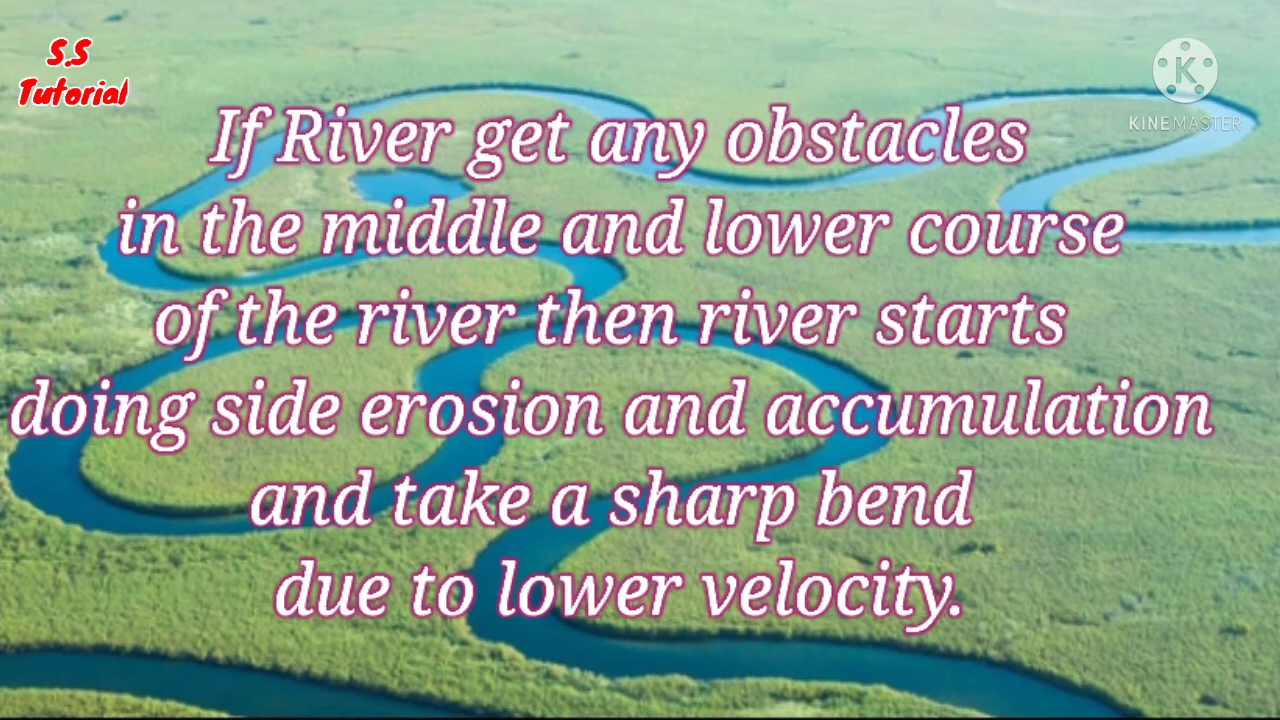 S.S
Tutorial
KINEMASTER
If River get any obstacles
in the middle and lower course
of the river then river starts
doing side erosion and accumulation
and take a sharp bend
due to lower velocity.